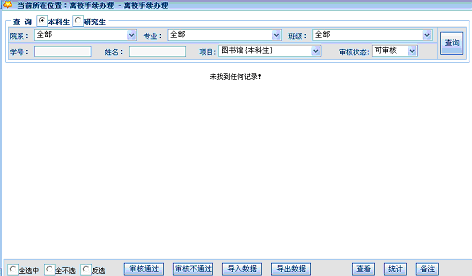 当前所在位置：离校手续办理 - 离校手续办理
查 询 本科生 研究生
院系： 全部 专业： 全部 班级： 全部
学号： 姓名： 项目： 图书馆[本科生] 审核状态： 可审核 查询
未找到任何记录！
全选中 全不选 反选 审核通过 审核不通过 导入数据 导出数据 查看 统计 备注